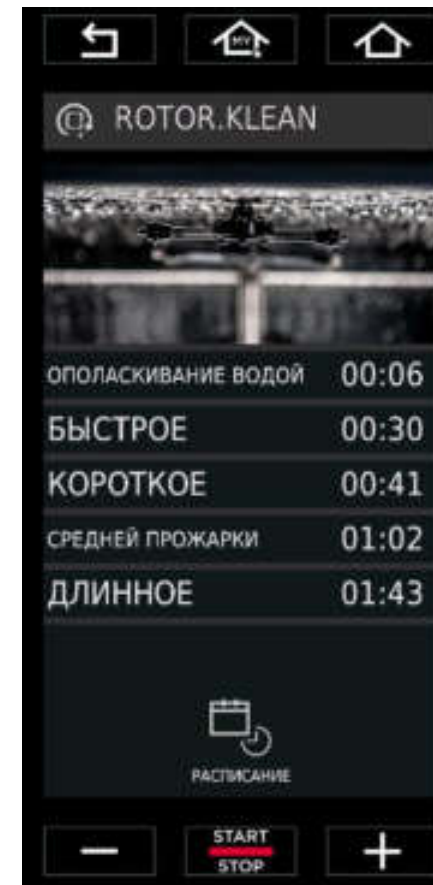 MY
ROTOR.KLEAN
ОПОЛАСКИВАНИЕ ВОДОЙ 00:06
БЫСТРОЕ 00:30
КОРОТКОЕ 00:41
СРЕДНЕЙ ПРОЖАРКИ 01:02
ДЛИННОЕ 01:43
РАСПИСАНИЕ
START
STOP